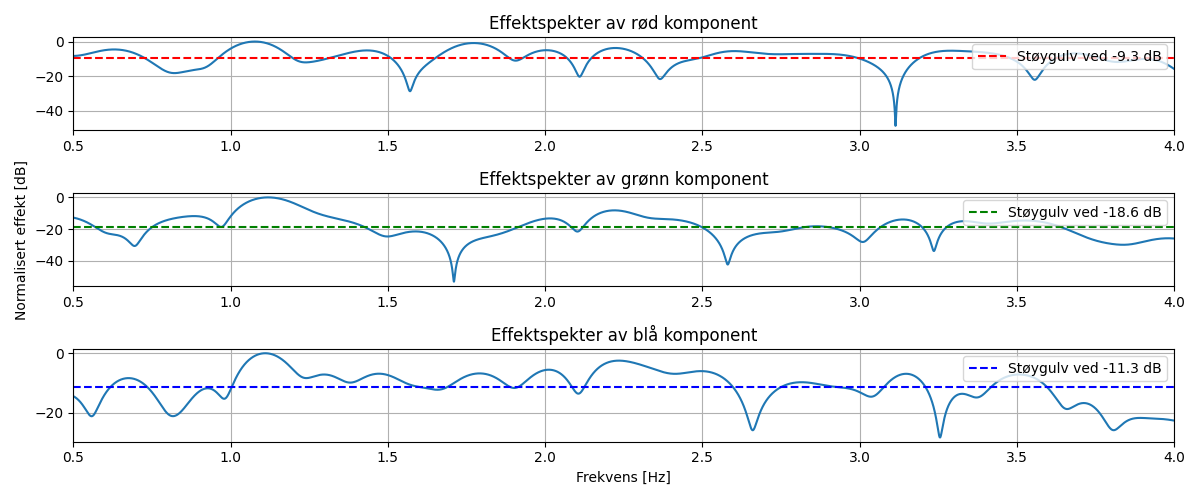 Effektspekter av rød komponent
0
−20
−40
Støygulv ved -9.3 dB
0.5 1.0 1.5 2.0 2.5 3.0 3.5 4.0
Effektspekter av grønn komponent
0
−20
−40
Støygulv ved -18.6 dB
0.5 1.0 1.5 2.0 2.5 3.0 3.5 4.0
Normalisert effekt [dB]
Effektspekter av blå komponent
0
−20
Støygulv ved -11.3 dB
0.5 1.0 1.5 2.0 2.5 3.0 3.5 4.0
Frekvens [Hz]